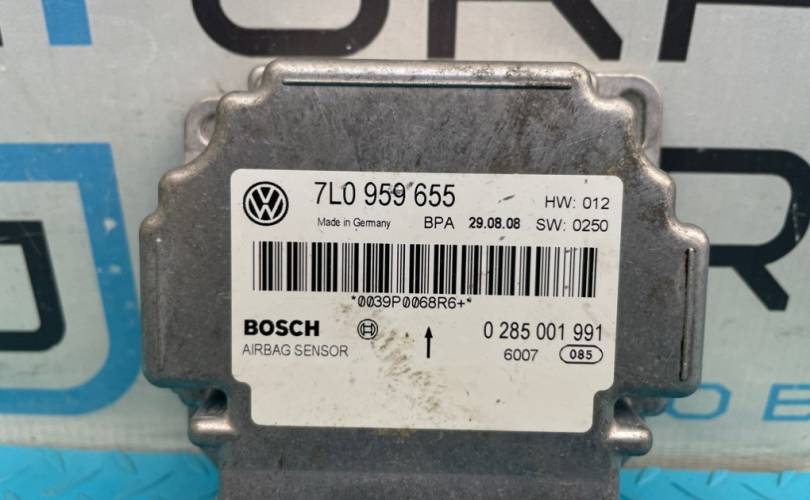 7L0 959 655 HW: 012
Made in Germany BPA 29.08.08 SW: 0250
*0039P0068R6+*
BOSCH 0 285 001 991
AIRBAG SENSOR 6007 085